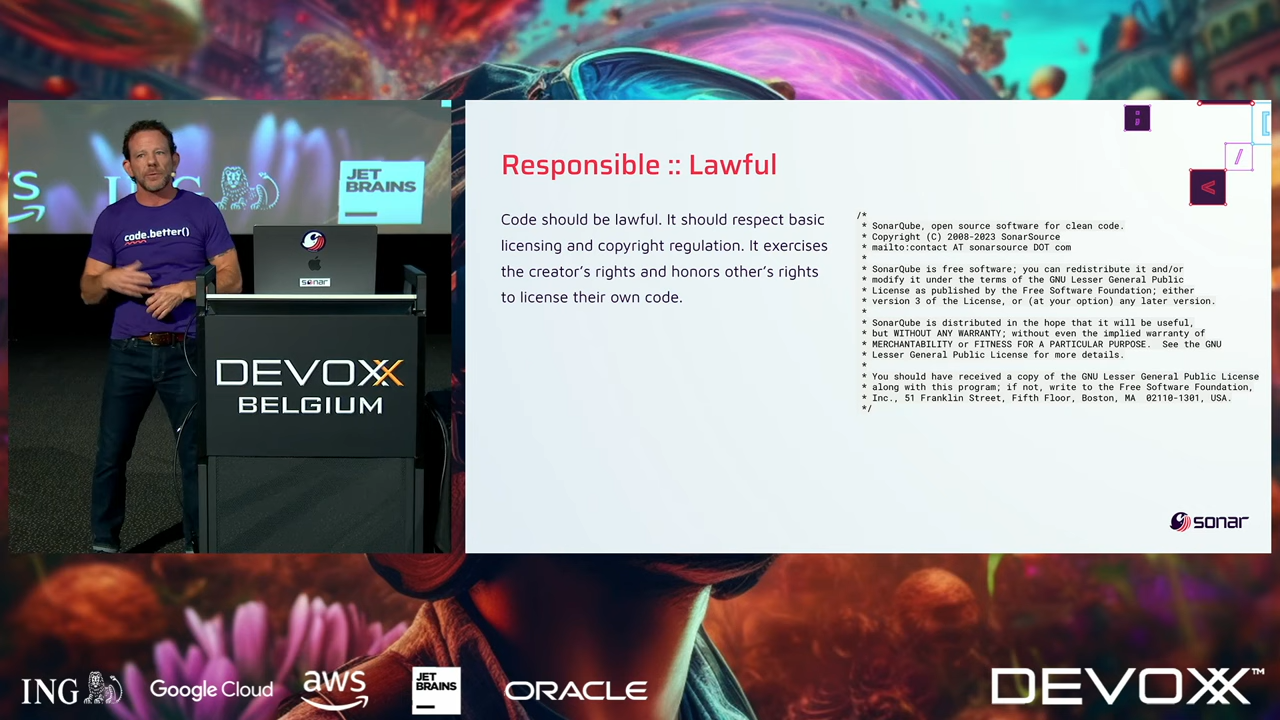 WS
ING
JET
BRAINS
code.better()
sonar
DEVOXX
BELGIUM
;
[
/
<
Responsible :: Lawful
Code should be lawful. It should respect basic
licensing and copyright regulation. It exercises
the creator’s rights and honors other’s rights
to license their own code.
/*
* SonarQube, open source software for clean code.
* Copyright (C) 2008-2023 SonarSource
* mailto:contact AT sonarsource DOT com
*
* SonarQube is free software; you can redistribute it and/or
* modify it under the terms of the GNU Lesser General Public
* License as published by the Free Software Foundation; either
* version 3 of the License, or (at your option) any later version.
*
* SonarQube is distributed in the hope that it will be useful,
* but WITHOUT ANY WARRANTY; without even the implied warranty of
* MERCHANTABILITY or FITNESS FOR A PARTICULAR PURPOSE.  See the GNU
* Lesser General Public License for more details.
*
* You should have received a copy of the GNU Lesser General Public License
* along with this program; if not, write to the Free Software Foundation,
* Inc., 51 Franklin Street, Fifth Floor, Boston, MA  02110-1301, USA.
*/
sonar
ING
Google Cloud
aws
JET
BRAINS
ORACLE
DEVOXX™